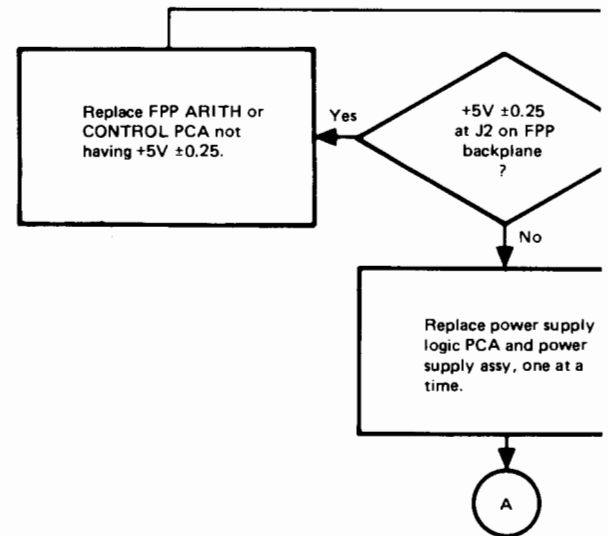 Replace FPP ARITH or
CONTROL PCA not
having +5V ±0.25.
Yes
+5V ±0.25
at J2 on FPP
backplane
?
No
Replace power supply
logic PCA and power
supply assy, one at a
time.
A